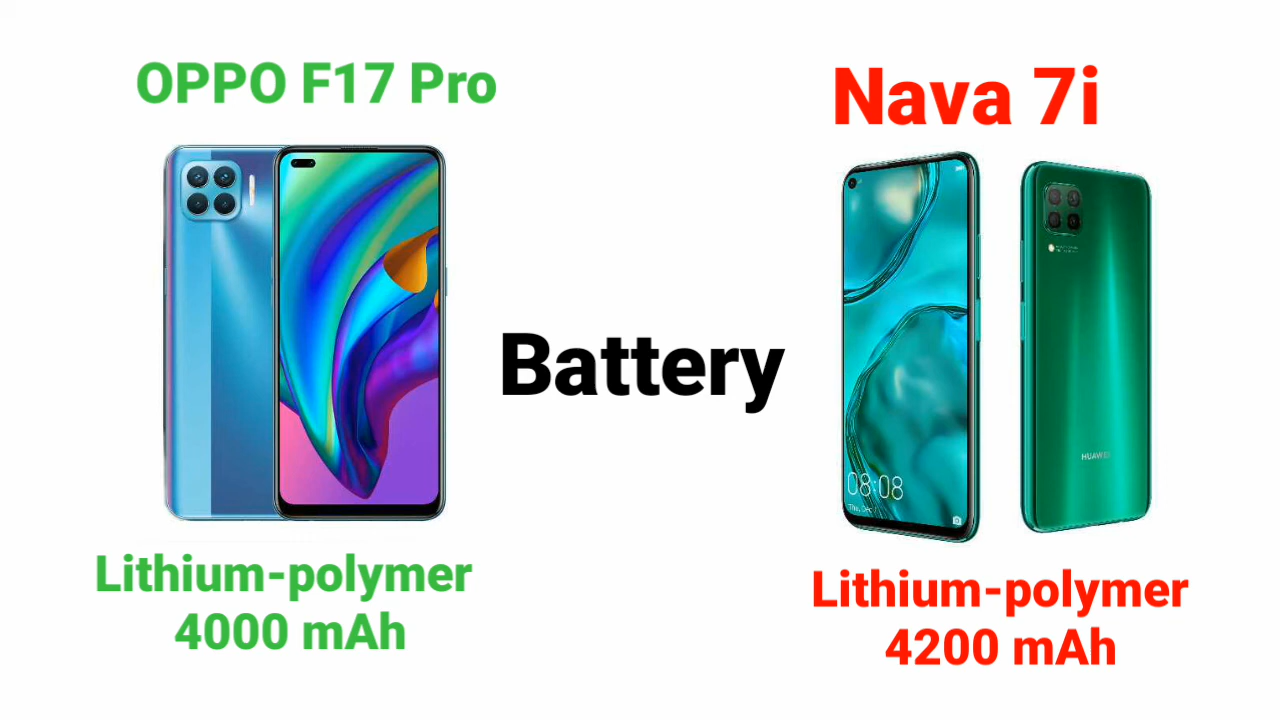 OPPO F17 Pro
Nava 7i
Battery
08:08
HUAWEI
Lithium-polymer
4000 mAh
Lithium-polymer
4200 mAh